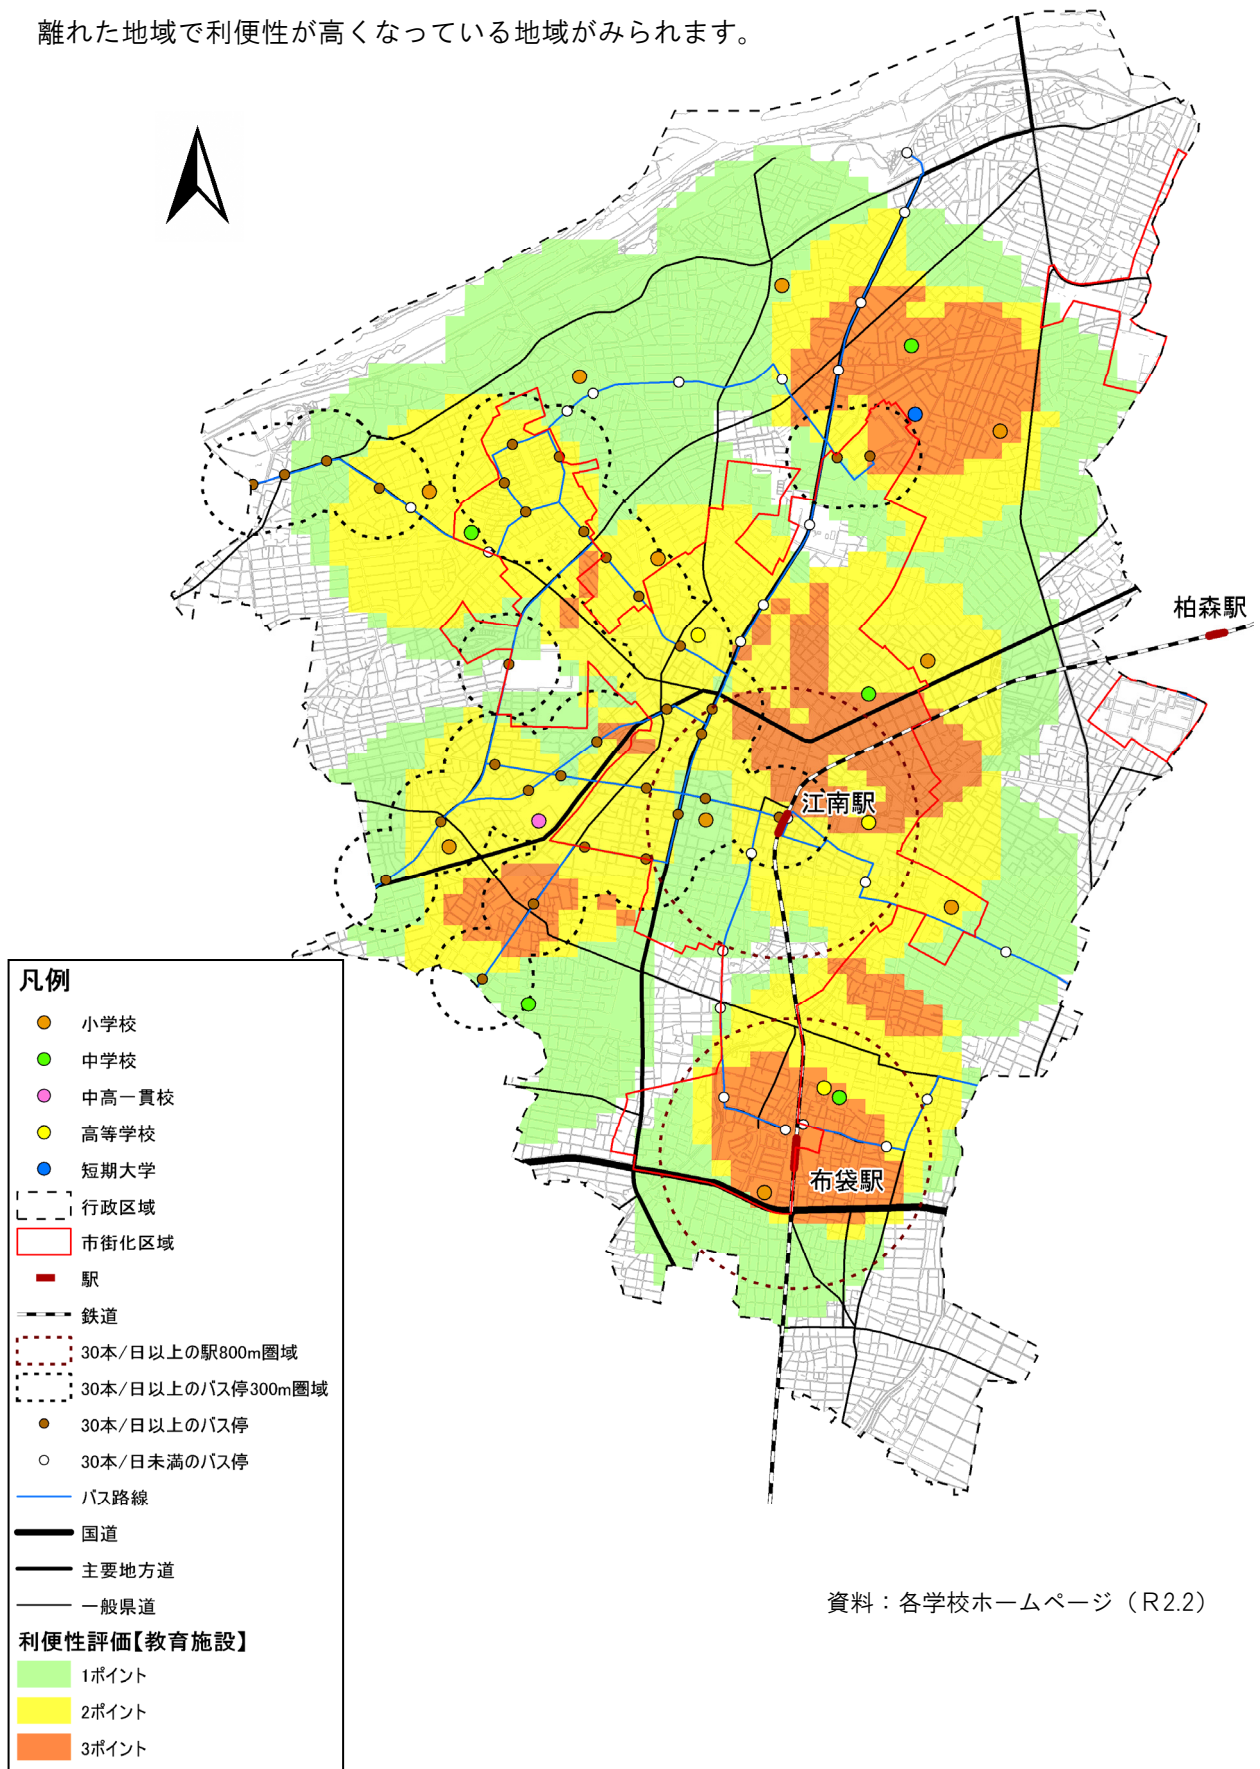 離れた地域で利便性が高くなっている地域がみられます。
柏森駅
江南駅
布袋駅
凡例
小学校
中学校
中高一貫校
高等学校
短期大学
行政区域
市街化区域
駅
鉄道
30本/日以上の駅800m圏域
30本/日以上のバス停300m圏域
30本/日以上のバス停
30本/日未満のバス停
バス路線
国道
主要地方道
一般県道
利便性評価【教育施設】
1ポイント
2ポイント
3ポイント
資料：各学校ホームページ（R2.2）